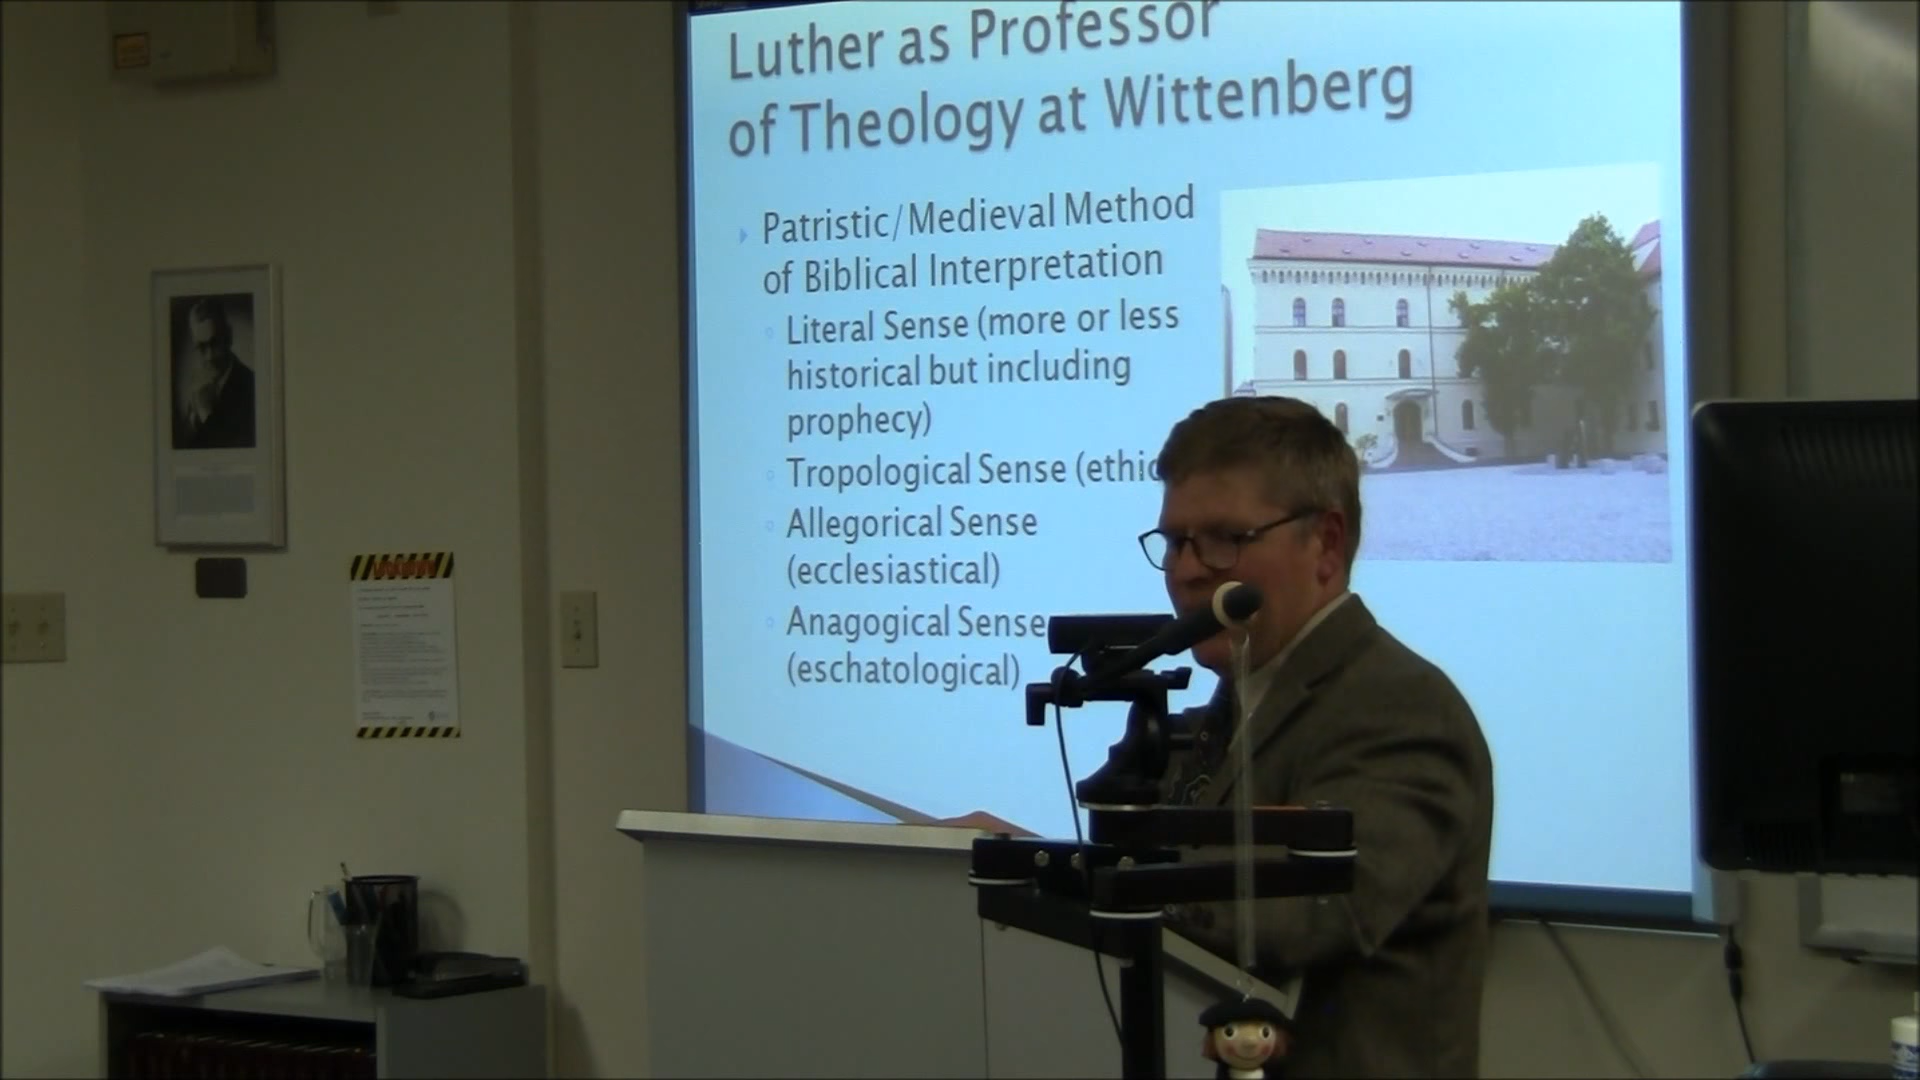 Luther as Professor
of Theology at Wittenberg
Patristic/Medieval Method
of Biblical Interpretation
Literal Sense (more or less
historical but including
prophecy)
Tropological Sense
Allegorical Sense
(ecclesiastical)
Anagogical Sense
(eschatological)